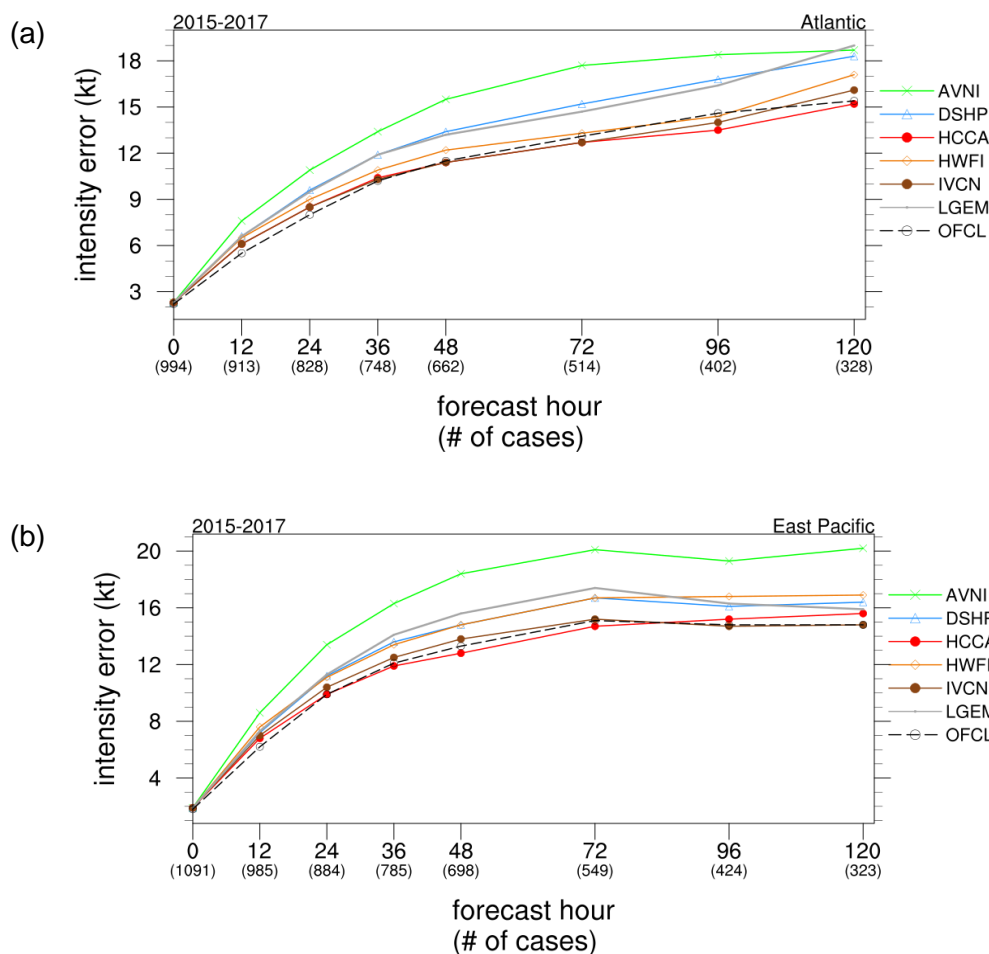 (a)
2015-2017 Atlantic
intensity error (kt)
18
15
12
9
6
3
0 12 24 36 48 72 96 120
(994) (913) (828) (748) (662) (514) (402) (328)
forecast hour
(# of cases)
AVNI
DSHP
HCCA
HWFI
IVCN
LGEM
OFCL
(b)
2015-2017 East Pacific
intensity error (kt)
20
16
12
8
4
0 12 24 36 48 72 96 120
(1091) (985) (884) (785) (698) (549) (424) (323)
forecast hour
(# of cases)
AVNI
DSHP
HCCA
HWFI
IVCN
LGEM
OFCL